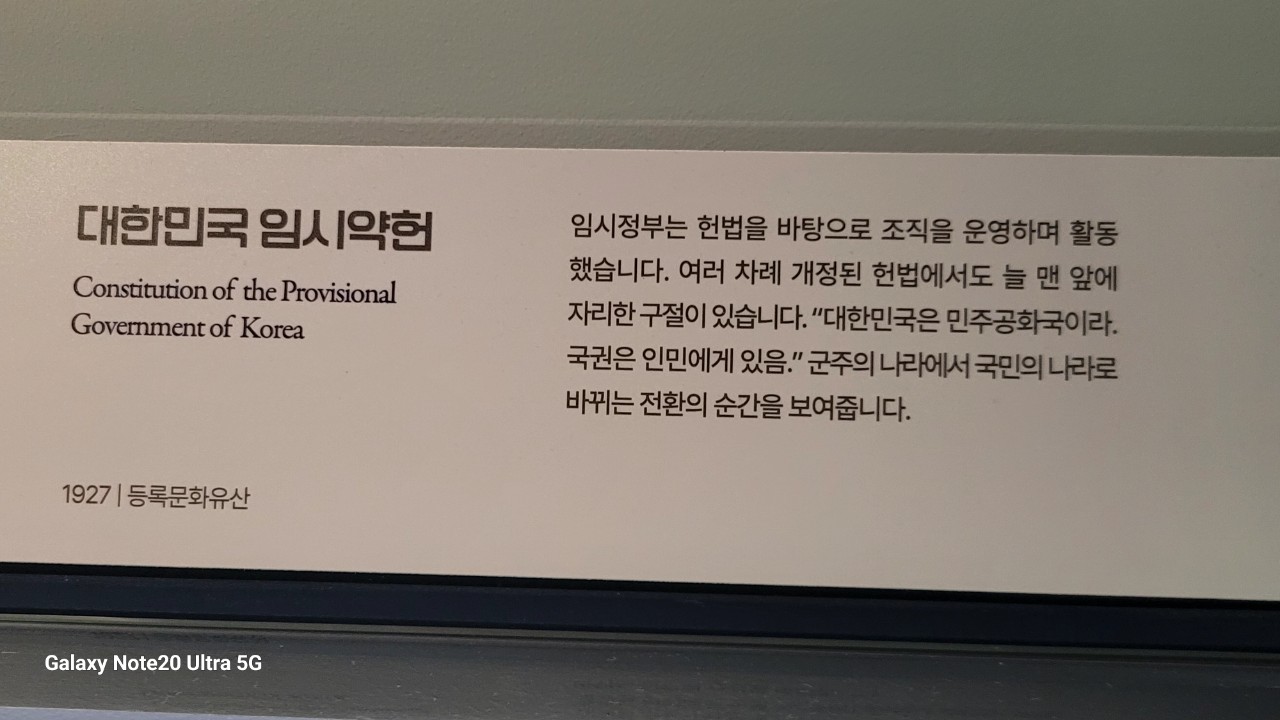 대한민국 임시약헌
Constitution of the Provisional
Government of Korea
1927 | 등록문화유산
임시정부는 헌법을 바탕으로 조직을 운영하며 활동
했습니다. 여러 차례 개정된 헌법에서도 늘 맨 앞에
자리한 구절이 있습니다. “대한민국은 민주공화국이라.
국권은 인민에게 있음.” 군주의 나라에서 국민의 나라로
바뀌는 전환의 순간을 보여줍니다.
Galaxy Note20 Ultra 5G